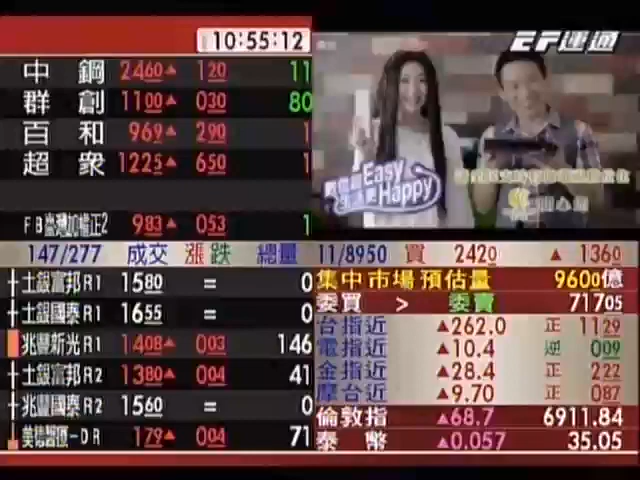 10:55:12
EF運通
中鋼 2460▲ 120 11
群創 1100▲ 030 80
百和 969▲ 290 1
超眾 1225▲ 650 1
Easy
Happy
FB臺灣加權正2 983▲ 053 1
147/277 成交 漲跌 總量
11/8950 買 2420 ▲ 1360
土銀富邦R1 1580 = 0
土銀國泰R1 1655 = 0
兆豐新光R1 1408▲ 003 146
土銀富邦R2 1380▲ 004 41
兆豐國泰R2 1560 = 0
美德醫療-DR 179▲ 004 71
集中市場預估量 9600億
委買 > 委賣 71705
台指近 ▲262.0 正 1129
電指近 ▲10.4 逆 009
金指近 ▲28.4 正 222
摩台近 ▲9.70 正 087
倫敦指 ▲68.7 6911.84
泰幣 ▲0.057 35.05